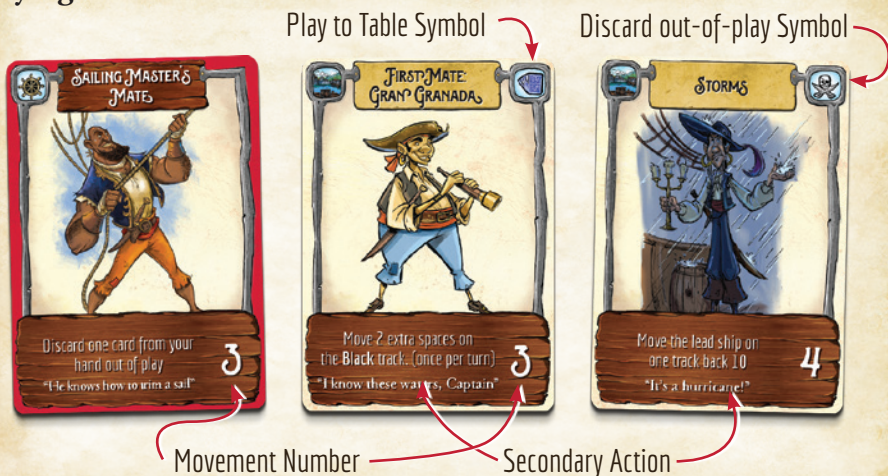 Play to Table Symbol
Discard out-of-play Symbol
SAILING MASTER'S
MATE
FIRST MATE
GRAN GRANADA
STORMS
Discard one card from your
hand out of play
"He knows how to trim a sail"
3
Move 2 extra spaces on
the Black track. (once per turn)
"I know these waters, Captain"
3
Move the lead ship on
one track back 10
"It's a hurricane!"
4
Movement Number
Secondary Action